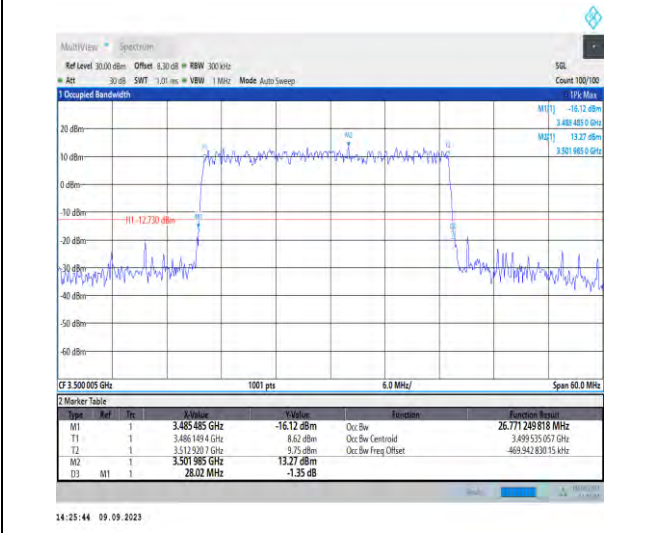 MultiView Spectrum
Ref Level 30.00 dBm Offset 8.30 dB RBW 300 kHz SGL
Att 30 dB SWT 1.01 ms VBW 1 MHz Mode Auto Sweep Count 100/100
1 Occupied Bandwidth 1Pk Max
M1[1] -16.12 dBm
3.485 485 0 GHz
M2[1] 13.27 dBm
3.501 985 0 GHz
20 dBm
M2
T1 T2
10 dBm
0 dBm
-10 dBm
H1 -12.730 dBm M1
-20 dBm
D3
-30 dBm
-40 dBm
-50 dBm
-60 dBm
CF 3.500 005 GHz 1001 pts 6.0 MHz/ Span 60.0 MHz
2 Marker Table
Type Ref Trc X-Value Y-Value Function Function Result
M1 1 3.485 485 GHz -16.12 dBm Occ Bw 26.771 249 818 MHz
T1 1 3.486 149 4 GHz 8.62 dBm Occ Bw Centroid 3.499 535 057 GHz
T2 1 3.512 920 7 GHz 9.75 dBm Occ Bw Freq Offset -469.942 830 15 kHz
M2 1 3.501 985 GHz 13.27 dBm
D3 M1 1 28.02 MHz -1.35 dB
Ready
14:25:44 09.09.2023